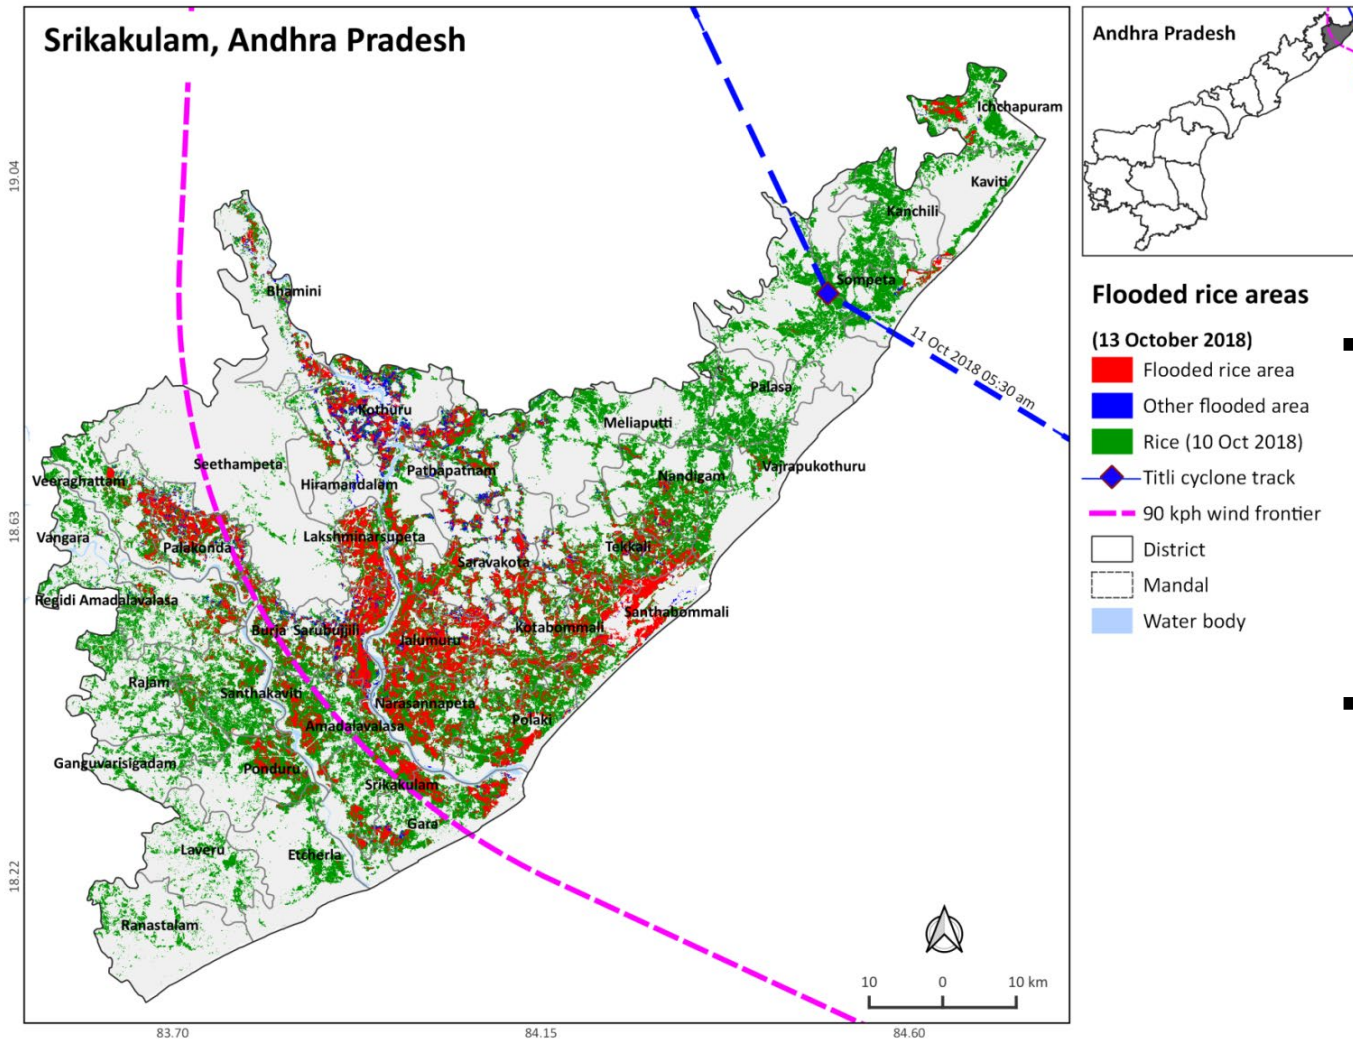 Srikakulam, Andhra Pradesh
Andhra Pradesh
Ichchapuram
Kaviti
Kanchili
Sompeta
11 Oct 2018 05:30 am
Bhamini
Palasa
Kothuru
Meliaputti
Seethampeta
Pathapatnam
Vajrapukothuru
Hiramandalam
Nandigam
Veeraghattam
Vangara
Palakonda
Lakshminarsupeta
Tekkali
Saravakota
Regidi Amadalavalasa
Santhabommali
Burja
Sarubujjili
Jalumuru
Kotabommali
Rajam
Santhakaviti
Narasannapeta
Amadalavalasa
Polaki
Ganguvarisigadam
Ponduru
Srikakulam
Gara
Laveru
Etcherla
Ranastalam
19.04
18.63
18.22
83.70
84.15
84.60
10 0 10 km
Flooded rice areas
(13 October 2018)
Flooded rice area
Other flooded area
Rice (10 Oct 2018)
Titli cyclone track
90 kph wind frontier
District
Mandal
Water body